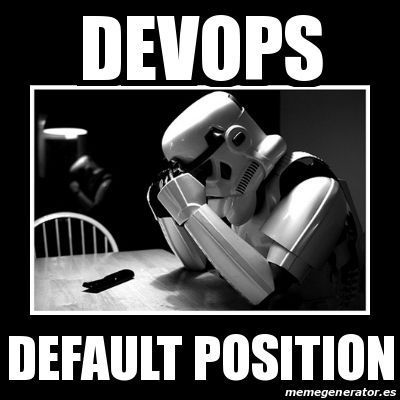 DEVOPS
DEFAULT POSITION
memegenerator.es